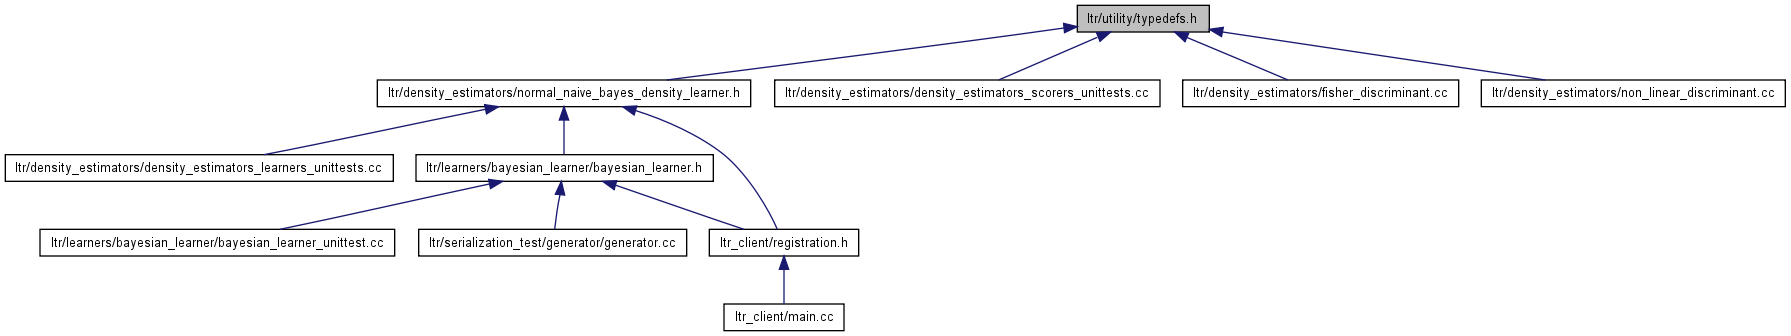 ltr/utility/typedefs.h
ltr/density_estimators/normal_naive_bayes_density_learner.h
ltr/density_estimators/density_estimators_scorers_unittests.cc
ltr/density_estimators/fisher_discriminant.cc
ltr/density_estimators/non_linear_discriminant.cc
ltr/density_estimators/density_estimators_learners_unittests.cc
ltr/learners/bayesian_learner/bayesian_learner.h
ltr/learners/bayesian_learner/bayesian_learner_unittest.cc
ltr/serialization_test/generator/generator.cc
ltr_client/registration.h
ltr_client/main.cc